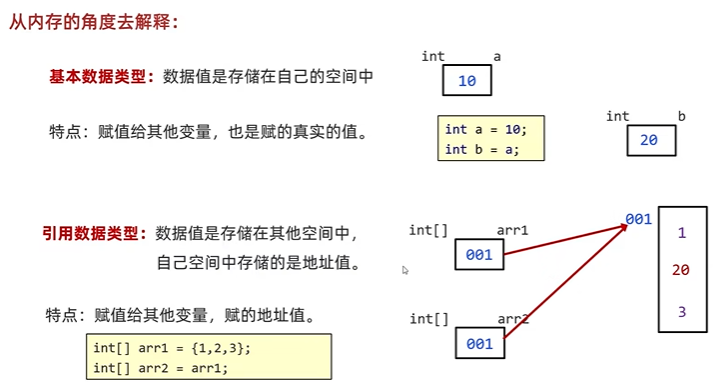 从内存的角度去解释：
基本数据类型：数据值是存储在自己的空间中
特点：赋值给其他变量，也是赋的真实的值。
int a
10
int a = 10;
int b = a;
int b
20
引用数据类型：数据值是存储在其他空间中，
自己空间中存储的是地址值。
特点：赋值给其他变量，赋的地址值。
int[] arr1 = {1,2,3};
int[] arr2 = arr1;
int[] arr1
001
int[] arr2
001
001
1
20
3